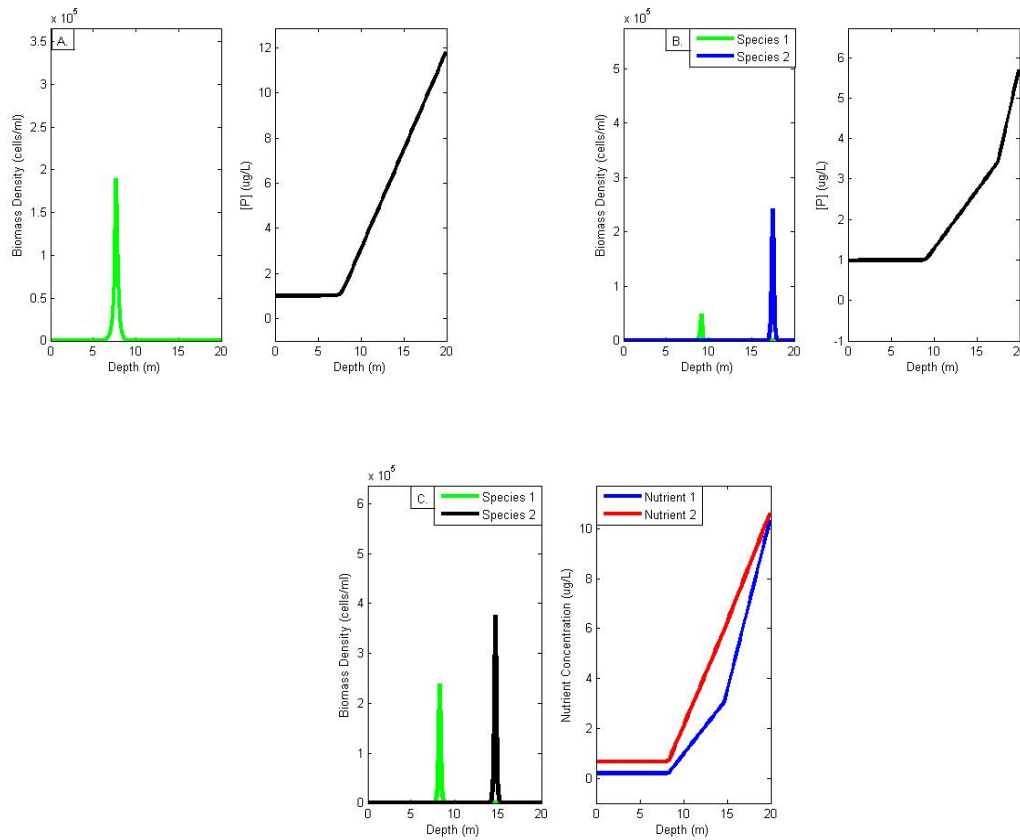 x 10^5
A.
3.5
3
2.5
2
1.5
1
0.5
0
0 5 10 15 20
Depth (m)
Biomass Density (cells/ml)
12
10
8
6
4
2
0
0 5 10 15 20
Depth (m)
[P] (ug/L)
x 10^5
B.
Species 1
Species 2
5
4
3
2
1
0
0 5 10 15 20
Depth (m)
Biomass Density (cells/ml)
6
5
4
3
2
1
0
-1
0 5 10 15 20
Depth (m)
[P] (ug/L)
x 10^5
C.
Species 1
Species 2
6
5
4
3
2
1
0
0 5 10 15 20
Depth (m)
Biomass Density (cells/ml)
Nutrient 1
Nutrient 2
10
8
6
4
2
0
0 5 10 15 20
Depth (m)
Nutrient Concentration (ug/L)